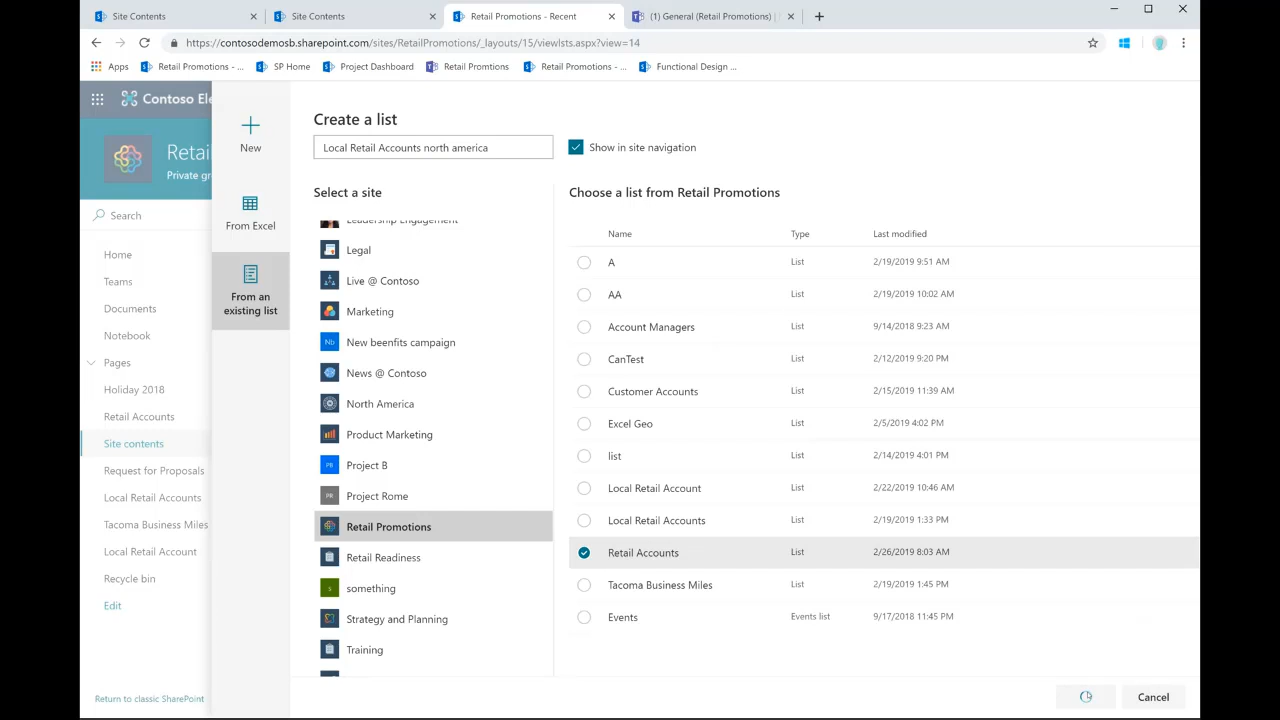 Site Contents
Site Contents
Retail Promotions - Recent
(1) General (Retail Promotions) |
https://contosodemosb.sharepoint.com/sites/RetailPromotions/_layouts/15/viewlsts.aspx?view=14
Apps
Retail Promotions - ...
SP Home
Project Dashboard
Retail Promtions
Retail Promotions - ...
Functional Design ...
Contoso Ele
Retail
Private gr
Search
Home
Teams
Documents
Notebook
Pages
Holiday 2018
Retail Accounts
Site contents
Request for Proposals
Local Retail Accounts
Tacoma Business Miles
Local Retail Account
Recycle bin
Edit
Return to classic SharePoint
New
From Excel
From an
existing list
Create a list
Local Retail Accounts north america
Show in site navigation
Select a site
Leadership Engagement
Legal
Live @ Contoso
Marketing
Nb New beenfits campaign
News @ Contoso
North America
Product Marketing
PB Project B
PR Project Rome
Retail Promotions
Retail Readiness
s something
Strategy and Planning
Training
Choose a list from Retail Promotions
Name Type Last modified
A List 2/19/2019 9:51 AM
AA List 2/19/2019 10:02 AM
Account Managers List 9/14/2018 9:23 AM
CanTest List 2/12/2019 9:20 PM
Customer Accounts List 2/15/2019 11:39 AM
Excel Geo List 2/5/2019 4:02 PM
list List 2/14/2019 4:01 PM
Local Retail Account List 2/22/2019 10:46 AM
Local Retail Accounts List 2/19/2019 1:33 PM
Retail Accounts List 2/26/2019 8:03 AM
Tacoma Business Miles List 2/19/2019 1:45 PM
Events Events list 9/17/2018 11:45 PM
Cancel